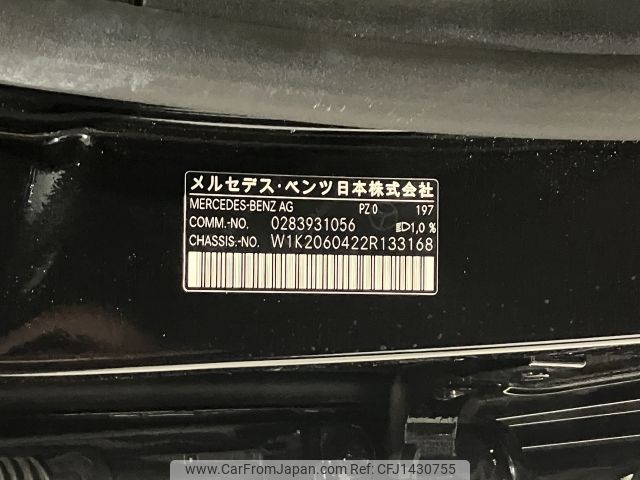 メルセデス・ベンツ日本株式会社
MERCEDES-BENZ AG PZ 0 197
COMM.-NO. 0283931056 1,0 %
CHASSIS.-NO. W1K2060422R133168
www.CarFromJapan.com - ID: CFJ1430755